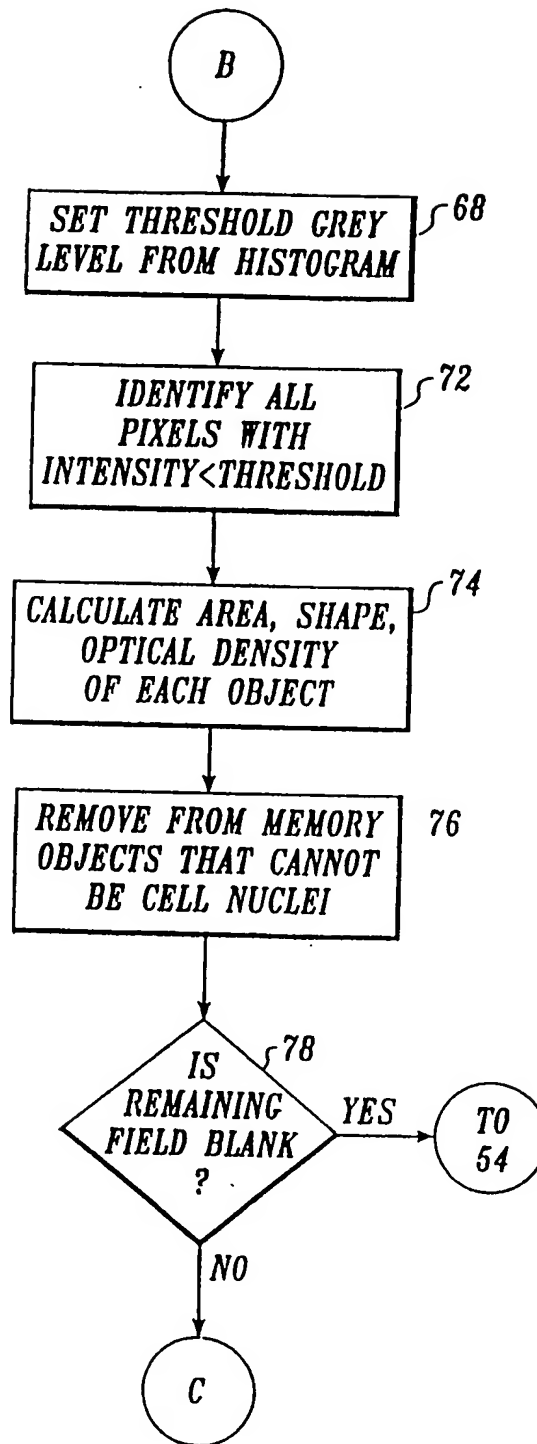 B
SET THRESHOLD GREY
LEVEL FROM HISTOGRAM
68
IDENTIFY ALL
PIXELS WITH
INTENSITY<THRESHOLD
72
CALCULATE AREA, SHAPE,
OPTICAL DENSITY
OF EACH OBJECT
74
REMOVE FROM MEMORY
OBJECTS THAT CANNOT
BE CELL NUCLEI
76
IS
REMAINING
FIELD BLANK
?
78
YES
TO
54
NO
C